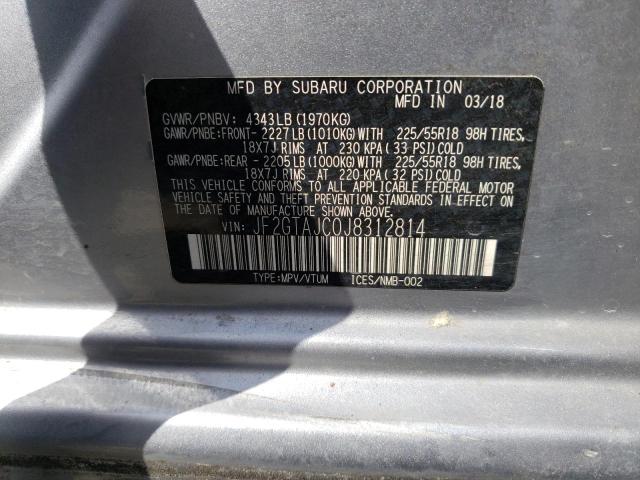 MFD BY SUBARU CORPORATION
MFD IN 03/18
GVWR/PNBV: 4343LB(1970KG)
GAWR/PNBE:FRONT- 2227LB(1010KG)WITH 225/55R18 98H TIRES,
18X7J RIMS AT 230 KPA(33 PSI)COLD
GAWR/PNBE:REAR - 2205LB(1000KG)WITH 225/55R18 98H TIRES,
18X7J RIMS AT 220 KPA(32 PSI)COLD
THIS VEHICLE CONFORMS TO ALL APPLICABLE FEDERAL MOTOR
VEHICLE SAFETY AND THEFT PREVENTION STANDARDS IN EFFECT ON
THE DATE OF MANUFACTURE SHOWN ABOVE.
VIN: JF2GTAJC0J8312814
TYPE:MPV/VTUM ICES/NMB-002